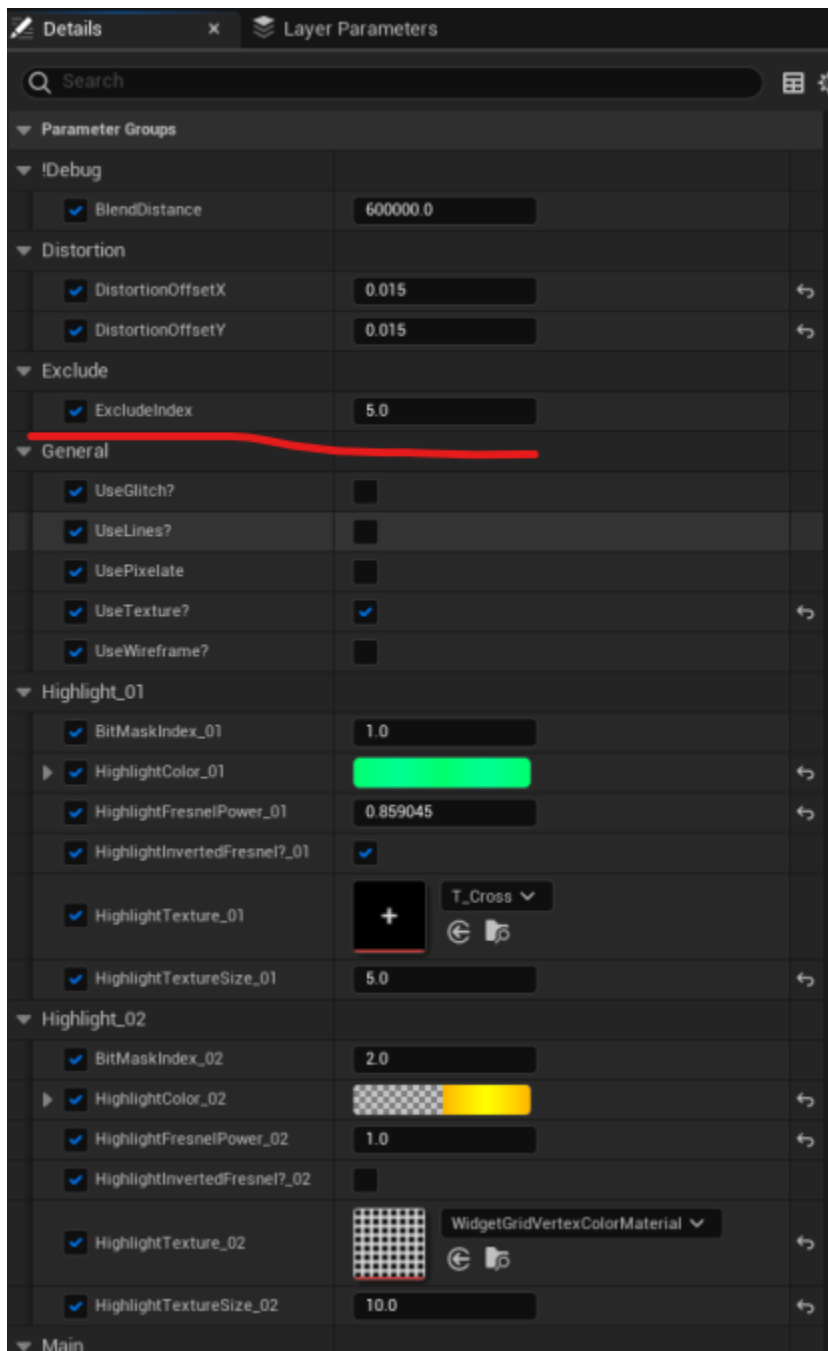 Details × Layer Parameters
Search
Parameter Groups
!Debug
BlendDistance 600000.0
Distortion
DistortionOffsetX 0.015
DistortionOffsetY 0.015
Exclude
ExcludeIndex 5.0
General
UseGlitch?
UseLines?
UsePixelate
UseTexture?
UseWireframe?
Highlight_01
BitMaskIndex_01 1.0
HighlightColor_01
HighlightFresnelPower_01 0.859045
HighlightInvertedFresnel?_01
HighlightTexture_01 T_Cross
HighlightTextureSize_01 5.0
Highlight_02
BitMaskIndex_02 2.0
HighlightColor_02
HighlightFresnelPower_02 1.0
HighlightInvertedFresnel?_02
HighlightTexture_02 WidgetGridVertexColorMaterial
HighlightTextureSize_02 10.0
Main